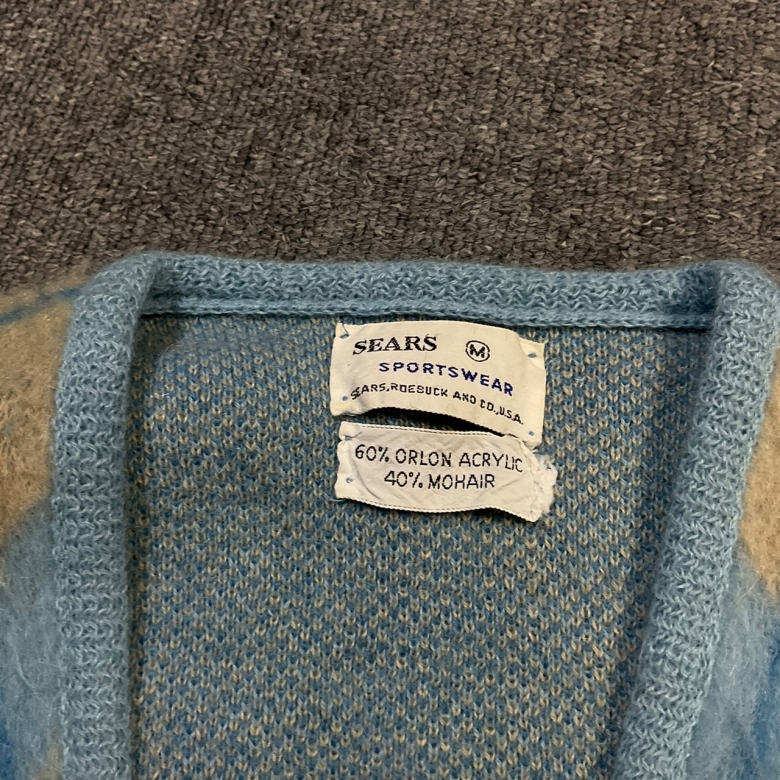 SEARS M
SPORTSWEAR
SEARS, ROEBUCK AND CO., U.S.A.
60% ORLON ACRYLIC
40% MOHAIR